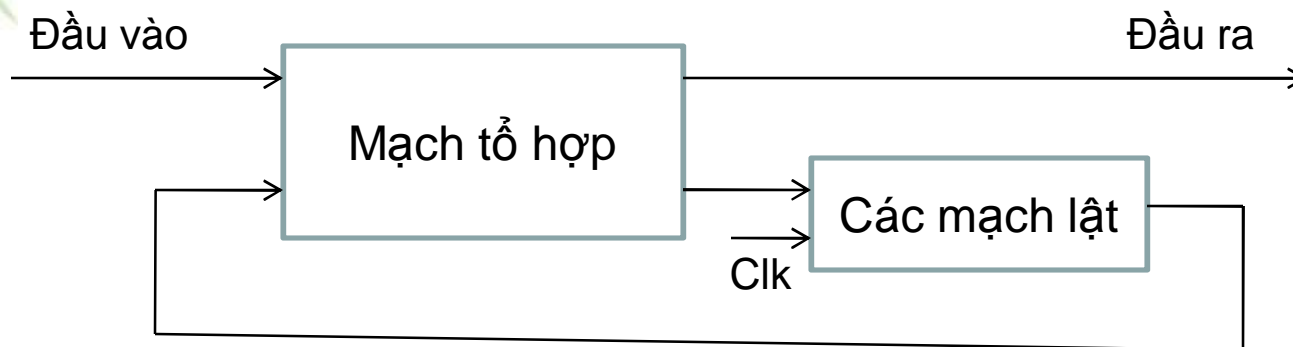 Đầu vào
Đầu ra
Mạch tổ hợp
Các mạch lật
Clk